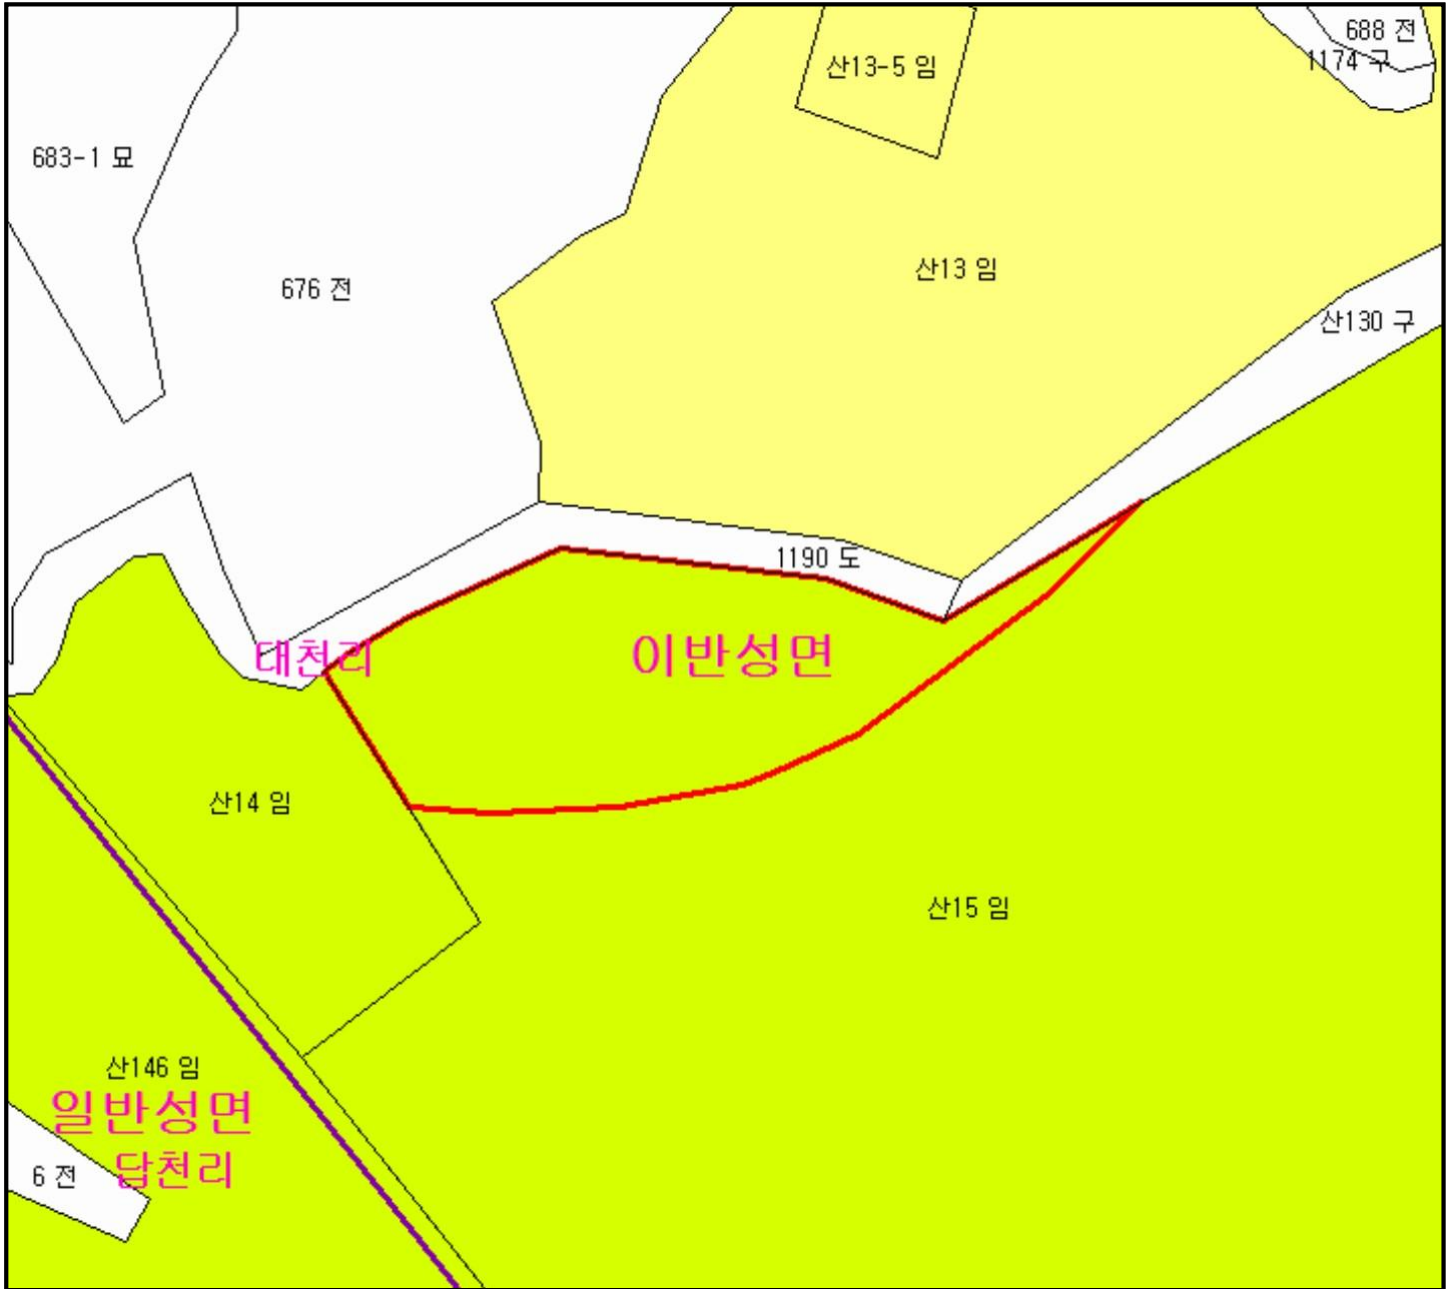 688 전
산13-5 임
1174 구
683-1 묘
산13 임
676 전
산130 구
1190 도
대천리
이반성면
산14 임
산15 임
산146 임
일반성면
답천리
6 전